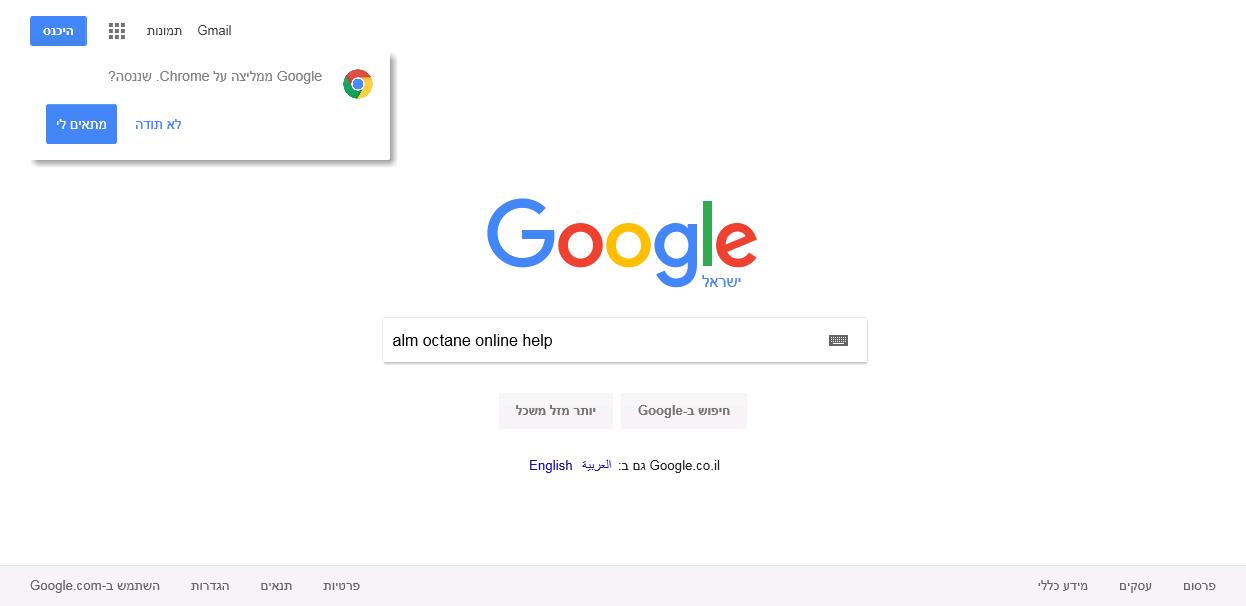 Gmail תמונות היכנס
Google ממליצה על Chrome. שננסה?
לא תודה מתאים לי
Google
ישראל
alm octane online help
חיפוש ב-Google יותר מזל משכל
Google.co.il גם ב: العربية English
פרסום עסקים מידע כללי פרטיות תנאים הגדרות השתמש ב-Google.com